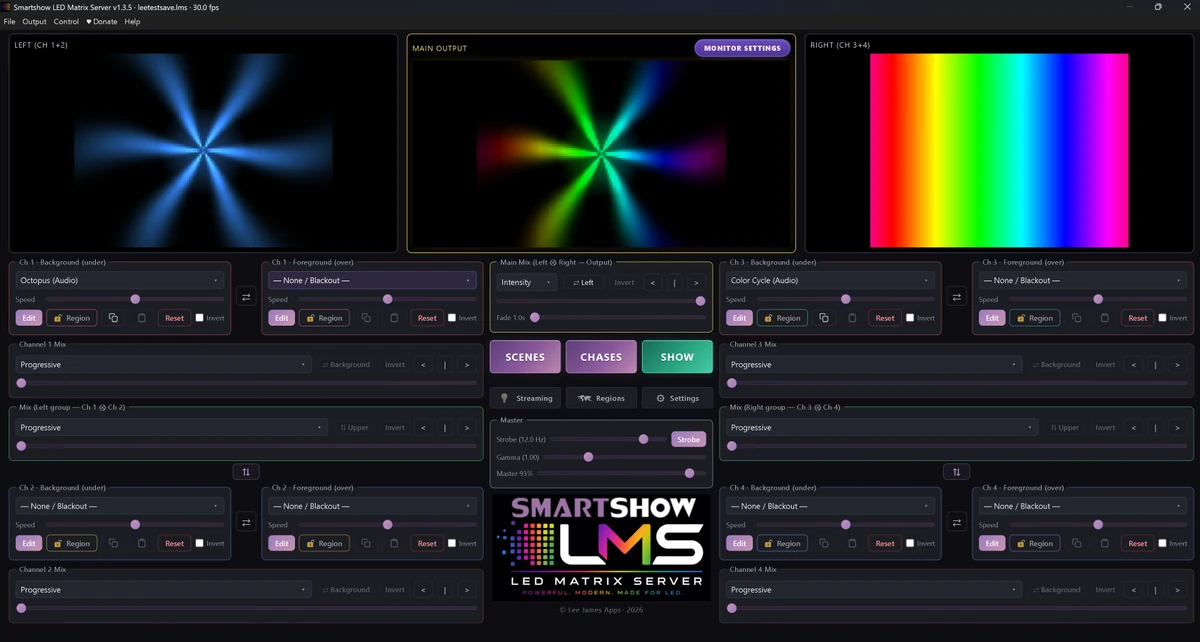 Smartshow LED Matrix Server v1.3.5 - leetestsave.lms - 30.0 fps
File Output Control ♥ Donate Help
LEFT (CH 1+2)
MAIN OUTPUT
MONITOR SETTINGS
RIGHT (CH 3+4)
Ch 1 · Background (under)
Octopus (Audio)
Speed
Edit Region Reset Invert
Ch 1 · Foreground (over)
— None / Blackout —
Speed
Edit Region Reset Invert
Main Mix (Left ⊗ Right → Output)
Intensity ⇄ Left Invert < | >
Fade 1.0s
Ch 3 · Background (under)
Color Cycle (Audio)
Speed
Edit Region Reset Invert
Ch 3 · Foreground (over)
— None / Blackout —
Speed
Edit Region Reset Invert
Channel 1 Mix
Progressive ⇄ Background Invert < | >
SCENES CHASES SHOW
Channel 3 Mix
Progressive ⇄ Background Invert < | >
Streaming Regions Settings
Mix (Left group — Ch 1 ⊗ Ch 2)
Progressive ⇅ Upper Invert < | >
Master
Strobe (12.0 Hz) Strobe
Gamma (1.00)
Master 93%
Mix (Right group — Ch 3 ⊗ Ch 4)
Progressive ⇅ Upper Invert < | >
Ch 2 · Background (under)
— None / Blackout —
Speed
Edit Region Reset Invert
Ch 2 · Foreground (over)
— None / Blackout —
Speed
Edit Region Reset Invert
SMARTSHOW
LMS
LED MATRIX SERVER
POWERFUL. MODERN. MADE FOR LED.
© Lee James Apps · 2026
Ch 4 · Background (under)
— None / Blackout —
Speed
Edit Region Reset Invert
Ch 4 · Foreground (over)
— None / Blackout —
Speed
Edit Region Reset Invert
Channel 2 Mix
Progressive ⇄ Background Invert < | >
Channel 4 Mix
Progressive ⇄ Background Invert < | >